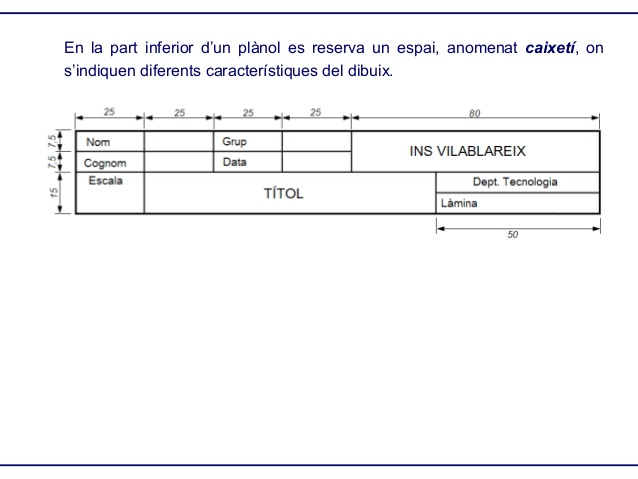 En la part inferior d’un plànol es reserva un espai, anomenat caixetí, on
s’indiquen diferents característiques del dibuix.
25 25 25 25 80
7,5 Nom Grup INS VILABLAREIX
7,5 Cognom Data
15 Escala TÍTOL Dept. Tecnologia
Làmina
50